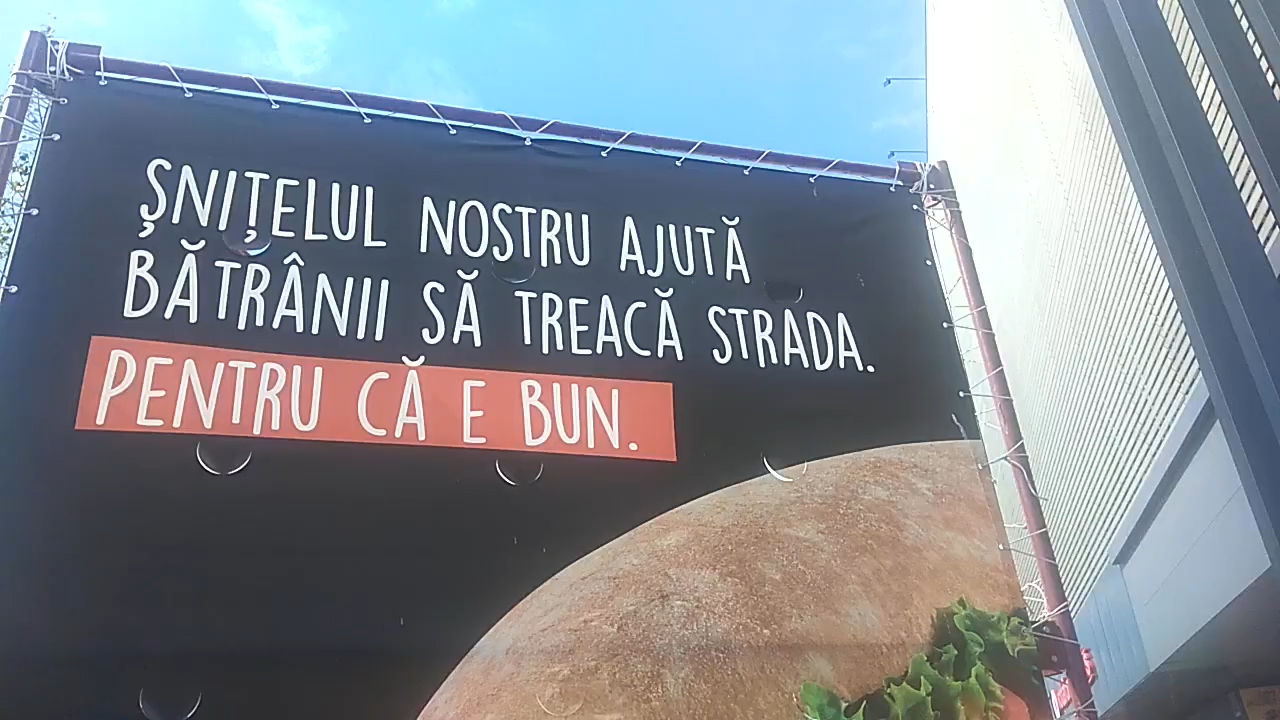 ȘNIȚELUL NOSTRU AJUTĂ
BĂTRÂNII SĂ TREACĂ STRADA.
PENTRU CĂ E BUN.